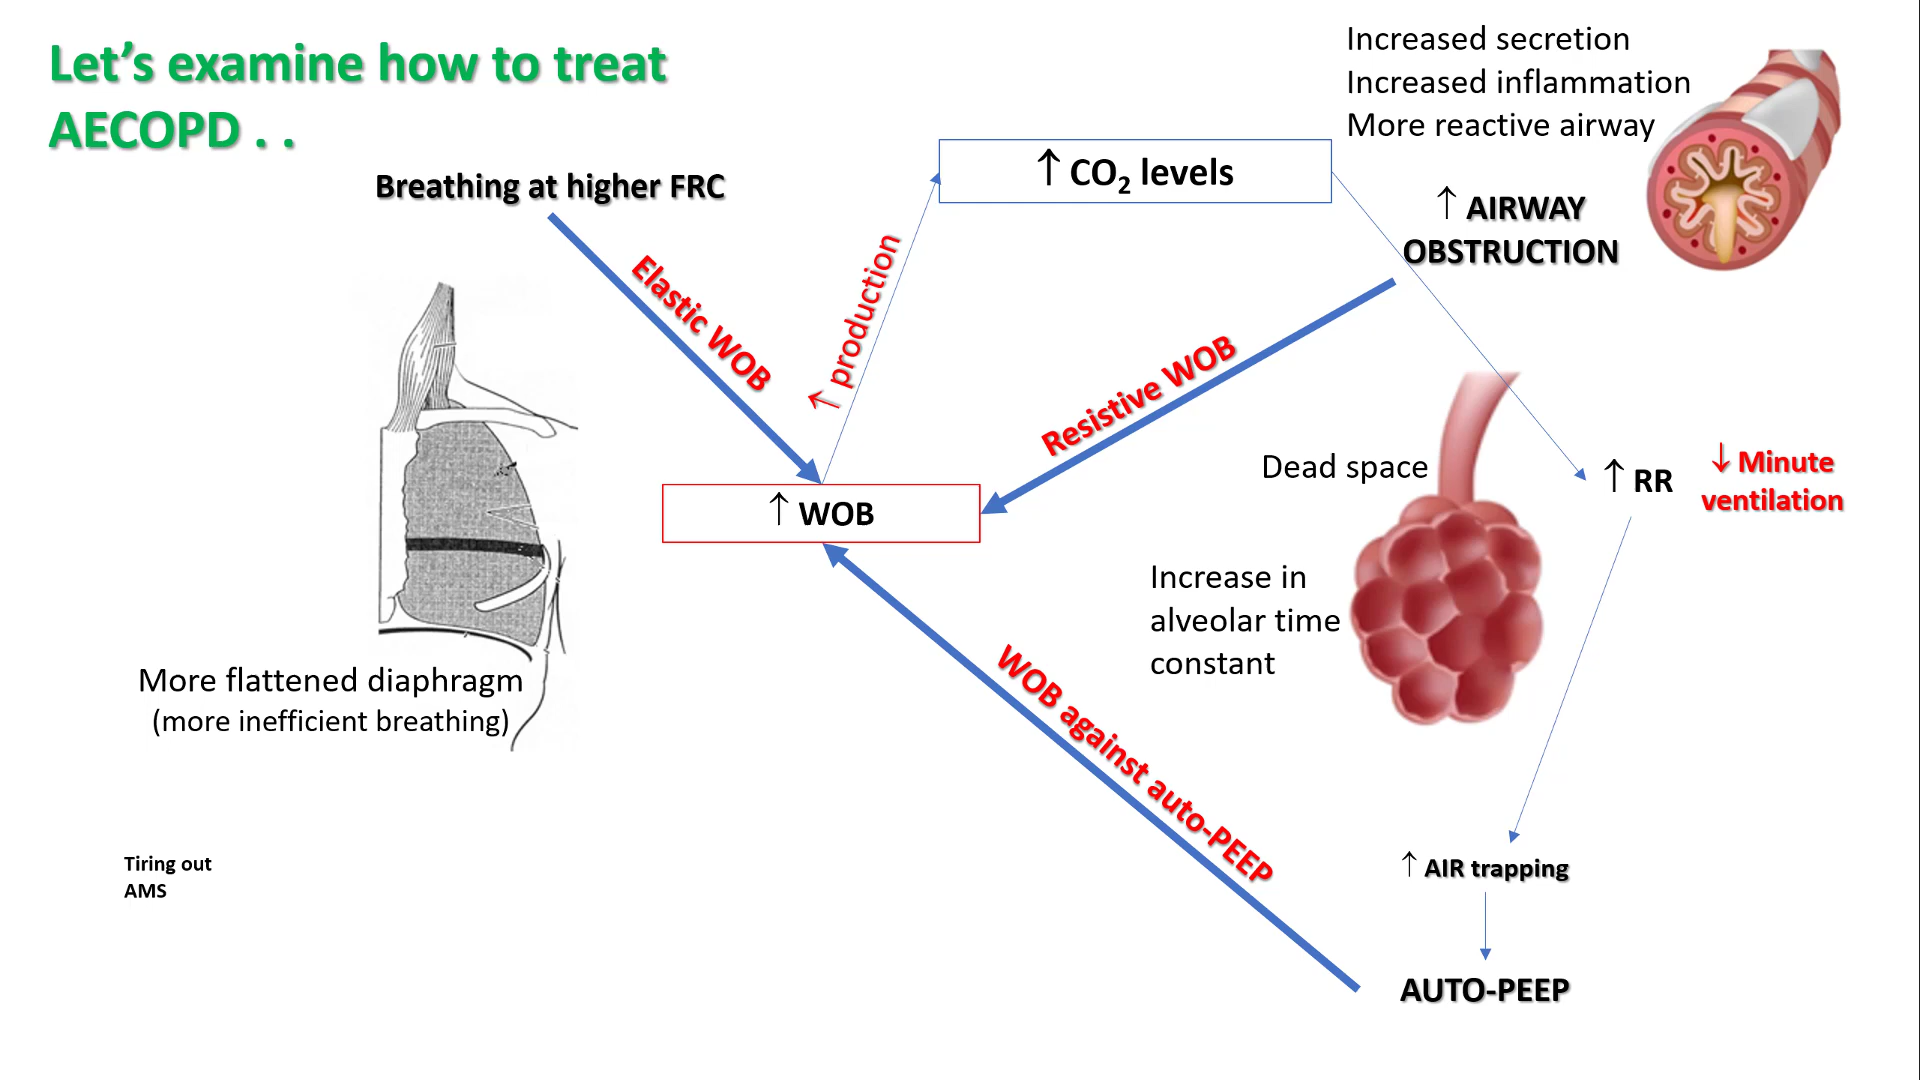 Let's examine how to treat
AECOPD . .
Increased secretion
Increased inflammation
More reactive airway
Breathing at higher FRC
↑ CO₂ levels
↑ AIRWAY
OBSTRUCTION
Elastic WOB
↑ production
Resistive WOB
↑ WOB
Dead space
↑ RR
↓ Minute
ventilation
Increase in
alveolar time
constant
More flattened diaphragm
(more inefficient breathing)
WOB against auto-PEEP
Tiring out
AMS
↑ AIR trapping
AUTO-PEEP